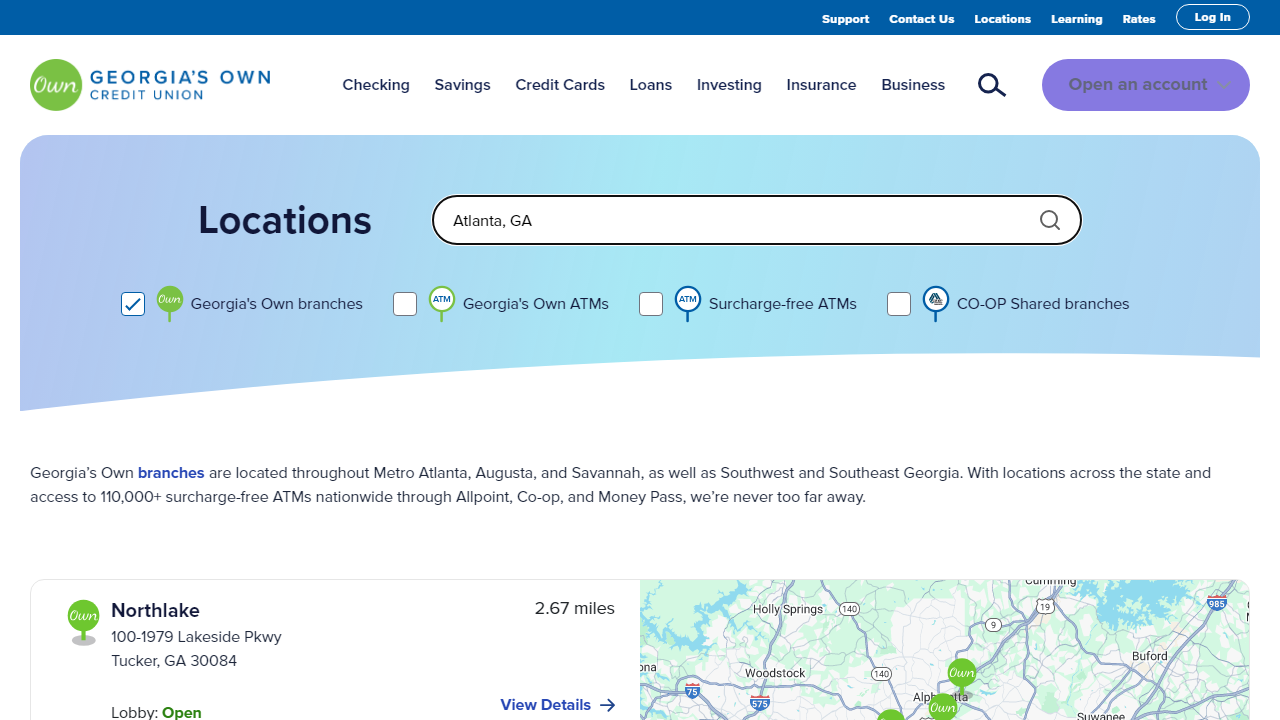 Support Contact Us Locations Learning Rates Log In
Own GEORGIA'S OWN
CREDIT UNION
Checking Savings Credit Cards Loans Investing Insurance Business Open an account
Locations Atlanta, GA
Own Georgia's Own branches ATM Georgia's Own ATMs ATM Surcharge-free ATMs CO-OP Shared branches
Georgia’s Own branches are located throughout Metro Atlanta, Augusta, and Savannah, as well as Southwest and Southeast Georgia. With locations across the state and
access to 110,000+ surcharge-free ATMs nationwide through Allpoint, Co-op, and Money Pass, we’re never too far away.
Own Northlake 2.67 miles
100-1979 Lakeside Pkwy
Tucker, GA 30084
View Details
Lobby: Open
Cumming
Holly Springs 140 19 985
9
Buford
Woodstock 140 Own
75 575
Own
Suwanee